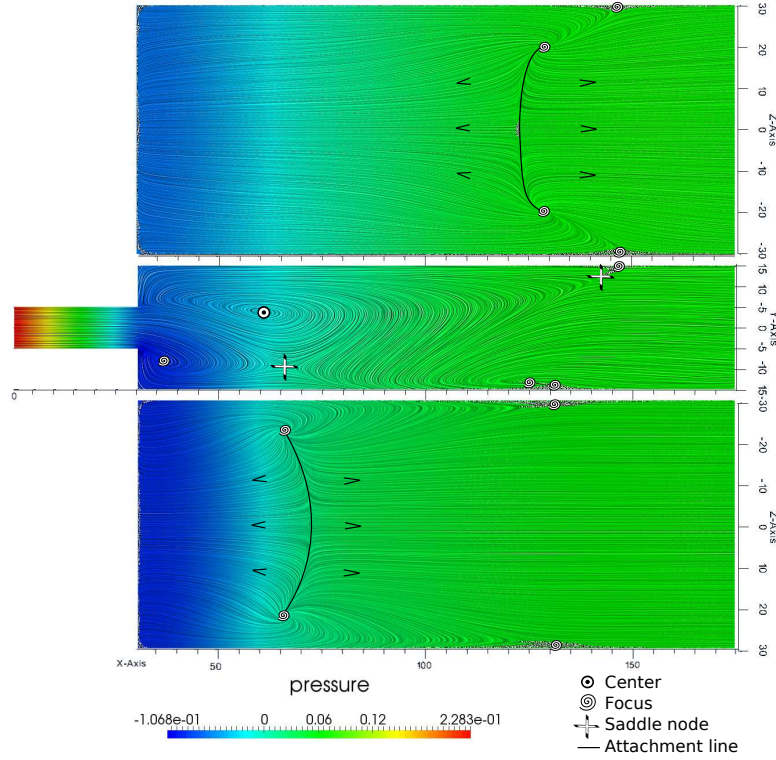 30
20
10
0
-10
-20
-30
Z-Axis
15
10
-5
0
-5
-10
15
Y-Axis
0
-30
-20
-10
0
10
20
30
Z-Axis
X-Axis 50 100 150
pressure
-1.068e-01 0 0.06 0.12 2.283e-01
Center
Focus
Saddle node
Attachment line